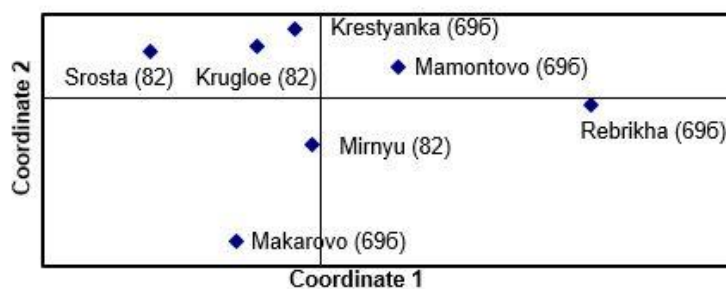 Krestyanka (696)
Srosta (82)
Krugloe (82)
Mamontovo (696)
Rebrikha (696)
Mirnyu (82)
Makarovo (696)
Coordinate 2
Coordinate 1